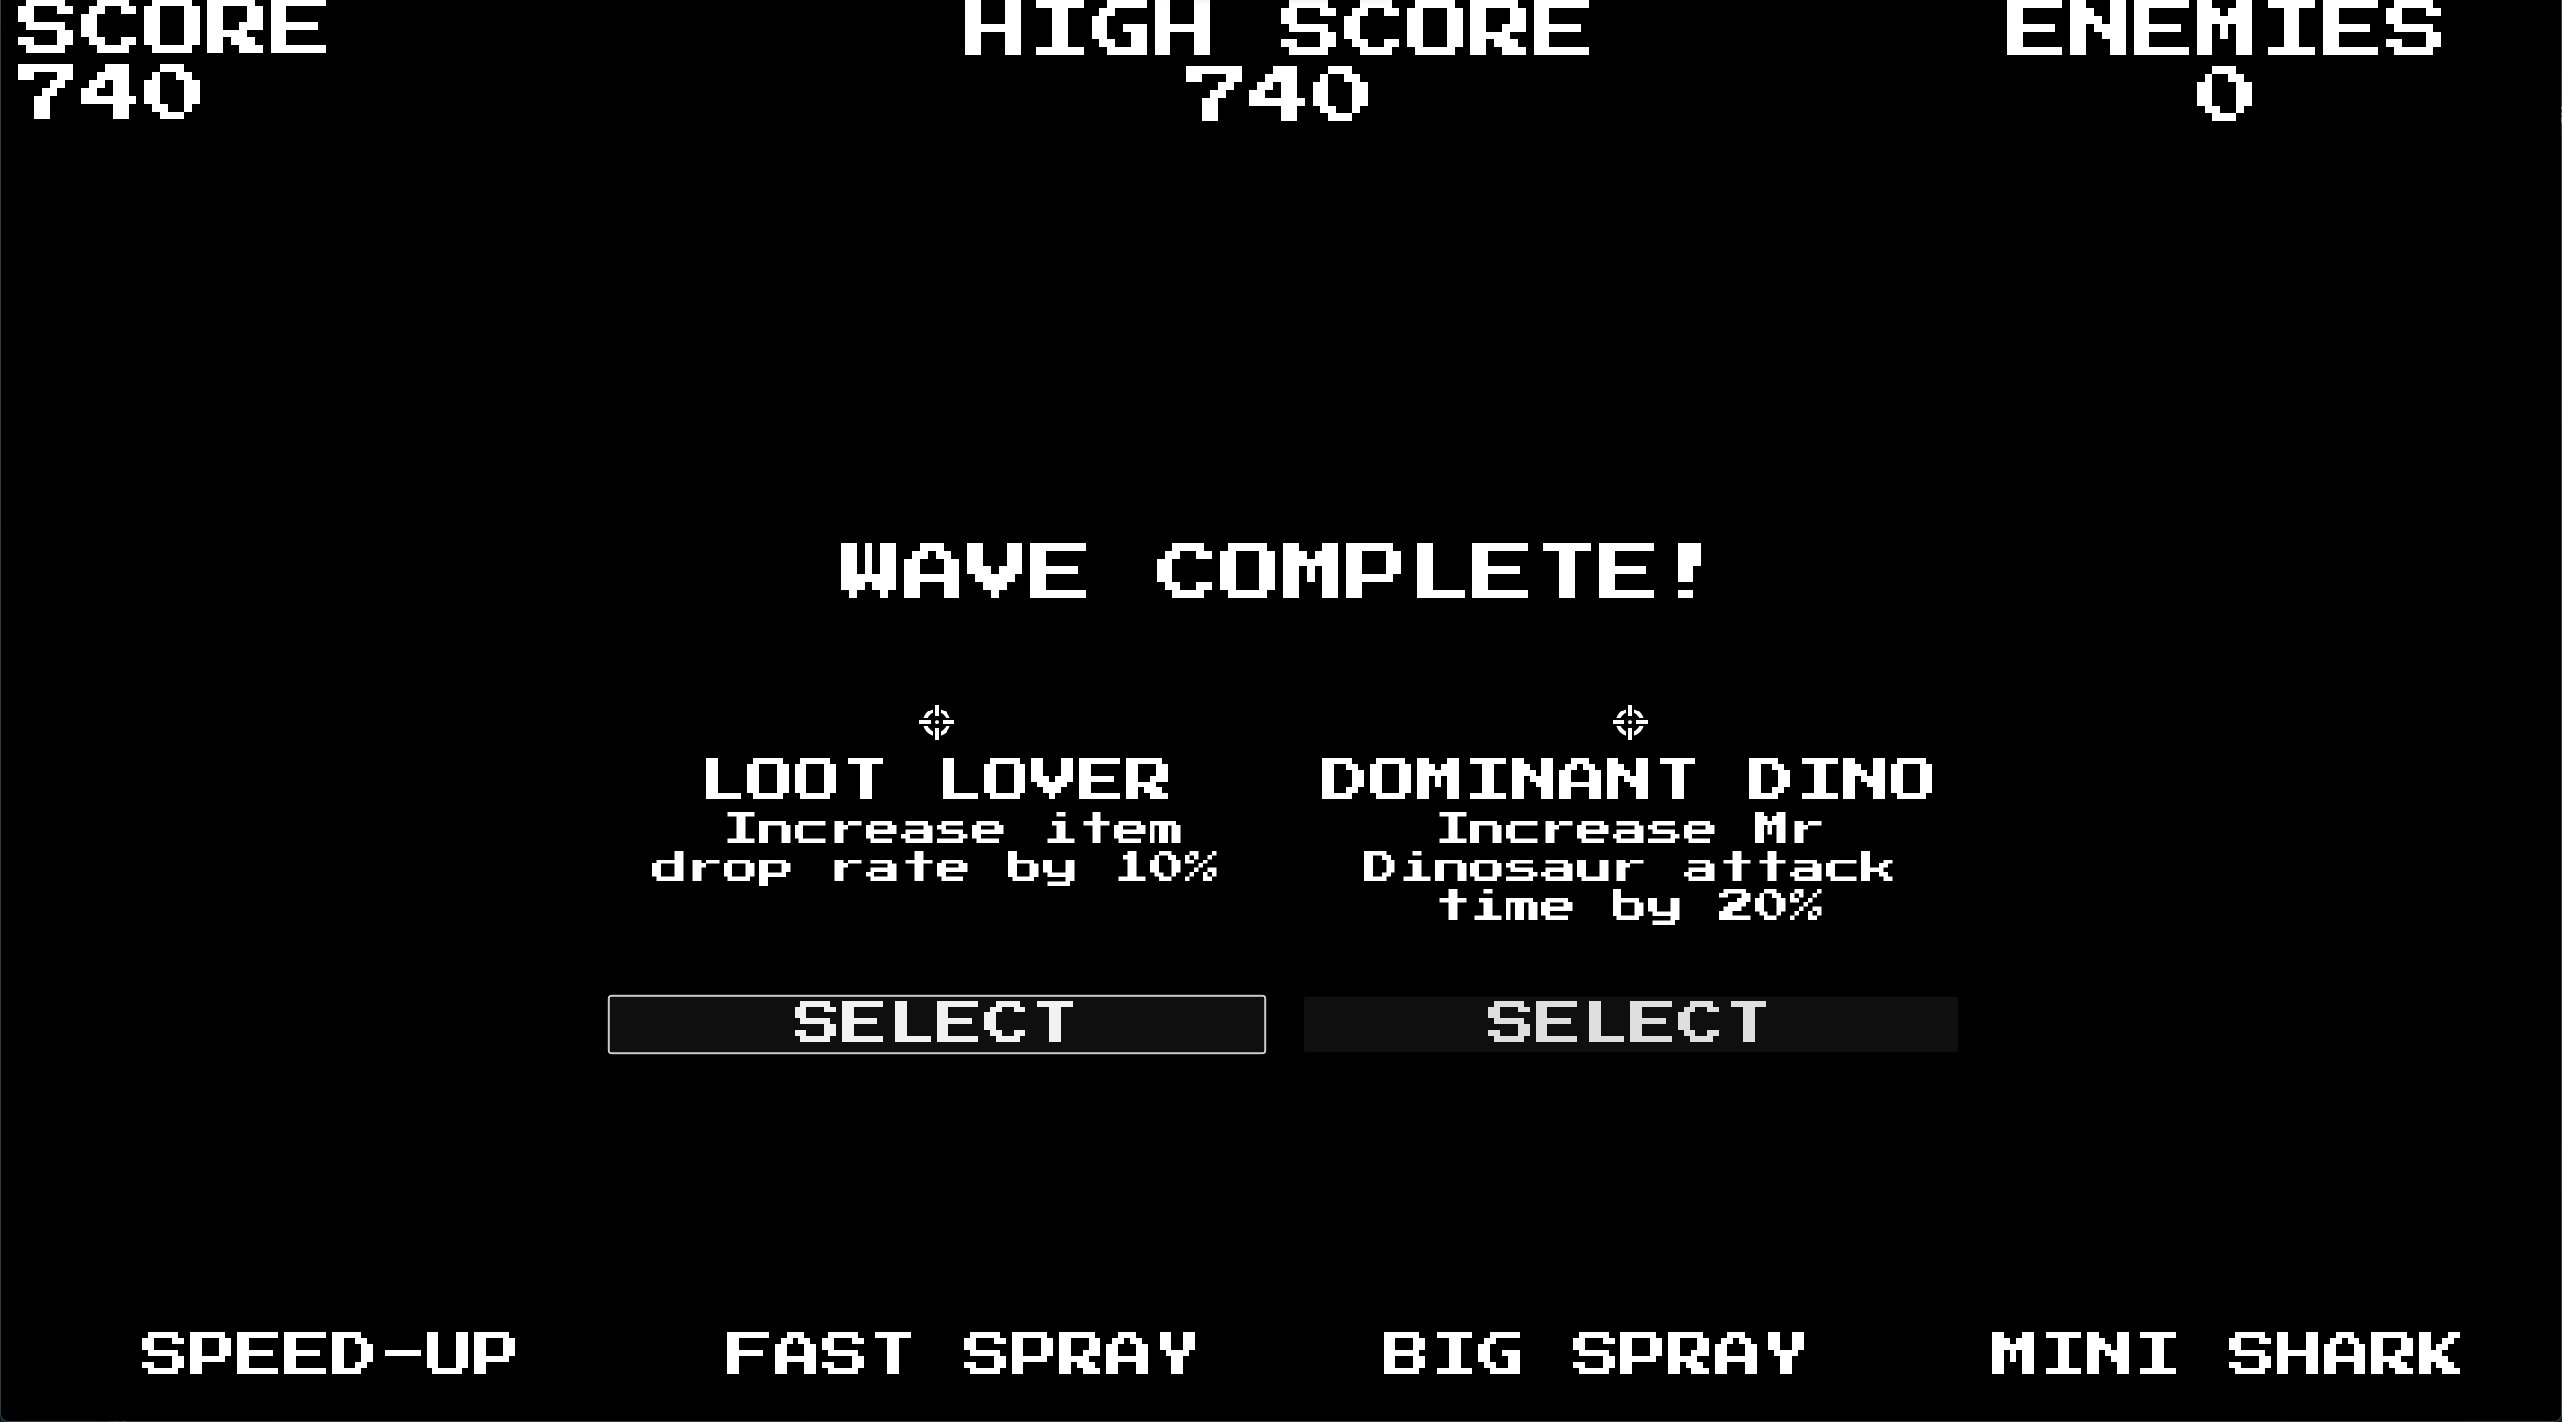 SCORE HIGH SCORE ENEMIES
740 740 0
WAVE COMPLETE!
LOOT LOVER DOMINANT DINO
Increase item
drop rate by 10%
Increase Mr
Dinosaur attack
time by 20%
SELECT SELECT
SPEED-UP FAST SPRAY BIG SPRAY MINI SHARK